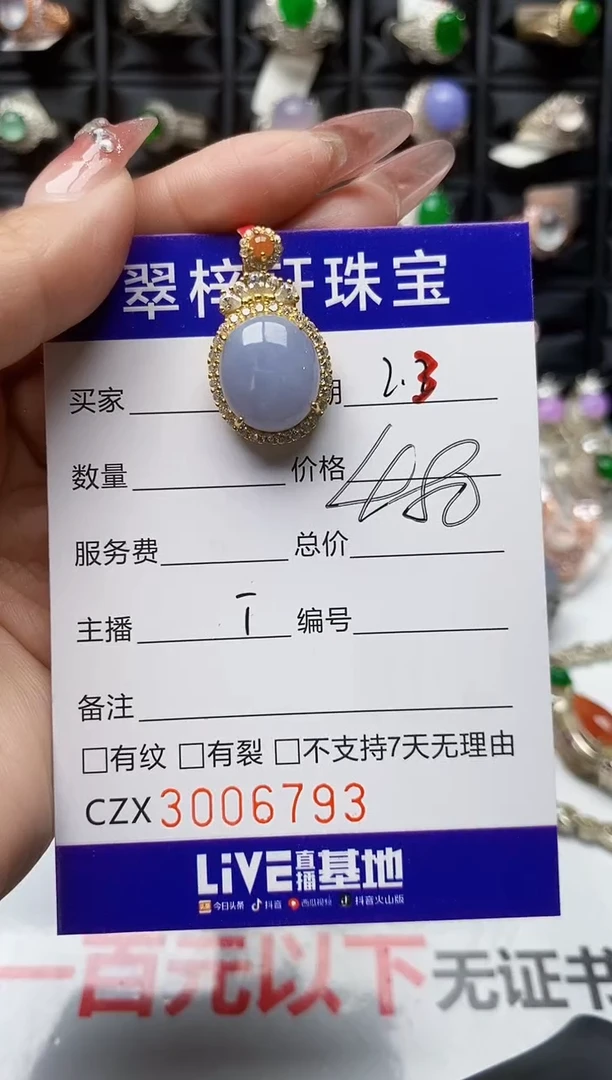 翠梓轩珠宝
买家 期 2.3
数量 价格 480
服务费 总价
主播 T 编号
备注
□有纹 □有裂 □不支持7天无理由
CZX3006793
LiVE直播基地
今日头条 抖音 西瓜视频 抖音火山版
一百元以下无证书